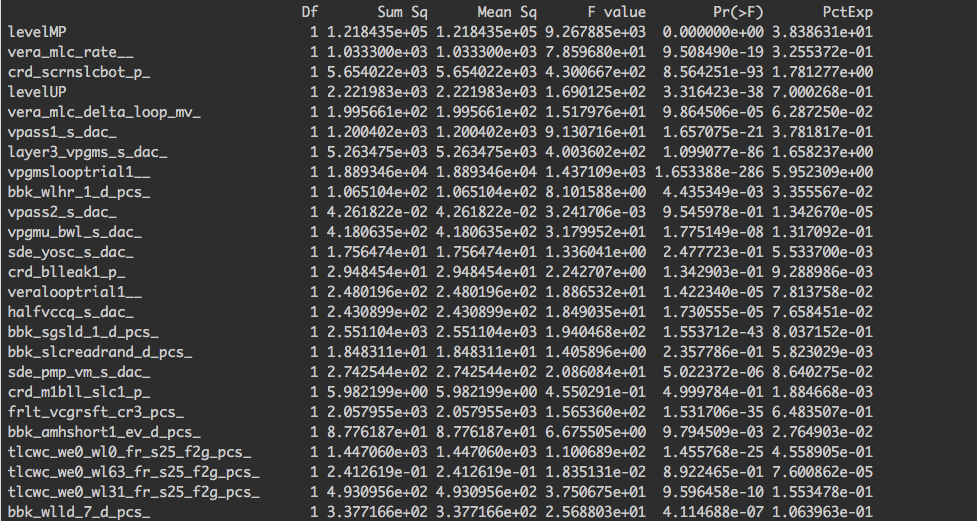 Df Sum Sq Mean Sq F value Pr(>F) PctExp
levelMP 1 1.218435e+05 1.218435e+05 9.267885e+03 0.000000e+00 3.838631e+01
vera_mlc_rate__ 1 1.033300e+03 1.033300e+03 7.859680e+01 9.508490e-19 3.255372e-01
crd_scrnslcbot_p_ 1 5.654022e+03 5.654022e+03 4.300667e+02 8.564251e-93 1.781277e+00
levelUP 1 2.221983e+03 2.221983e+03 1.690125e+02 3.316423e-38 7.000268e-01
vera_mlc_delta_loop_mv_ 1 1.995661e+02 1.995661e+02 1.517976e+01 9.864506e-05 6.287250e-02
vpass1_s_dac_ 1 1.200402e+03 1.200402e+03 9.130716e+01 1.657075e-21 3.781817e-01
layer3_vpgms_s_dac_ 1 5.263475e+03 5.263475e+03 4.003602e+02 1.099077e-86 1.658237e+00
vpgmslooptrial1__ 1 1.889346e+04 1.889346e+04 1.437109e+03 1.653388e-286 5.952309e+00
bbk_wlhr_1_d_pcs_ 1 1.065104e+02 1.065104e+02 8.101588e+00 4.435349e-03 3.355567e-02
vpass2_s_dac_ 1 4.261822e-02 4.261822e-02 3.241706e-03 9.545978e-01 1.342670e-05
vpgmu_bwl_s_dac_ 1 4.180635e+02 4.180635e+02 3.179952e+01 1.775149e-08 1.317092e-01
sde_yosc_s_dac_ 1 1.756474e+01 1.756474e+01 1.336041e+00 2.477723e-01 5.533700e-03
crd_blleak1_p_ 1 2.948454e+01 2.948454e+01 2.242707e+00 1.342903e-01 9.288986e-03
veralooptrial1__ 1 2.480196e+02 2.480196e+02 1.886532e+01 1.422340e-05 7.813758e-02
halfvccq_s_dac_ 1 2.430899e+02 2.430899e+02 1.849035e+01 1.730555e-05 7.658451e-02
bbk_sgsld_1_d_pcs_ 1 2.551103e+03 2.551103e+03 1.940468e+02 1.553712e-43 8.037152e-01
bbk_slcreadrand_d_pcs_ 1 1.848311e+01 1.848311e+01 1.405896e+00 2.357786e-01 5.823029e-03
sde_pmp_vm_s_dac_ 1 2.742544e+02 2.742544e+02 2.086084e+01 5.022372e-06 8.640275e-02
crd_m1bll_slc1_p_ 1 5.982199e+00 5.982199e+00 4.550291e-01 4.999784e-01 1.884668e-03
frlt_vcgrsft_cr3_pcs_ 1 2.057955e+03 2.057955e+03 1.565360e+02 1.531706e-35 6.483507e-01
bbk_amhshort1_ev_d_pcs_ 1 8.776187e+01 8.776187e+01 6.675505e+00 9.794509e-03 2.764903e-02
tlcwc_we0_wl0_fr_s25_f2g_pcs_ 1 1.447060e+03 1.447060e+03 1.100689e+02 1.455768e-25 4.558905e-01
tlcwc_we0_wl63_fr_s25_f2g_pcs_ 1 2.412619e-01 2.412619e-01 1.835131e-02 8.922465e-01 7.600862e-05
tlcwc_we0_wl31_fr_s25_f2g_pcs_ 1 4.930956e+02 4.930956e+02 3.750675e+01 9.596458e-10 1.553478e-01
bbk_wlld_7_d_pcs_ 1 3.377166e+02 3.377166e+02 2.568803e+01 4.114687e-07 1.063963e-01